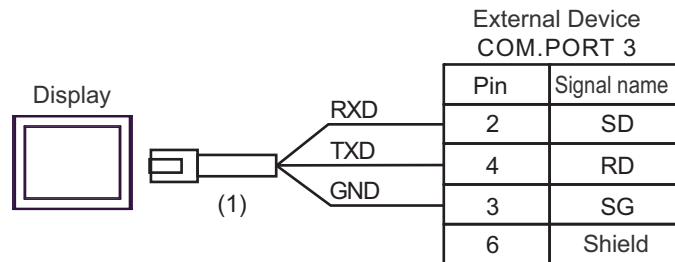 External Device
COM.PORT 3
Display
Pin Signal name
RXD
2 SD
TXD
4 RD
GND
3 SG
(1)
6 Shield